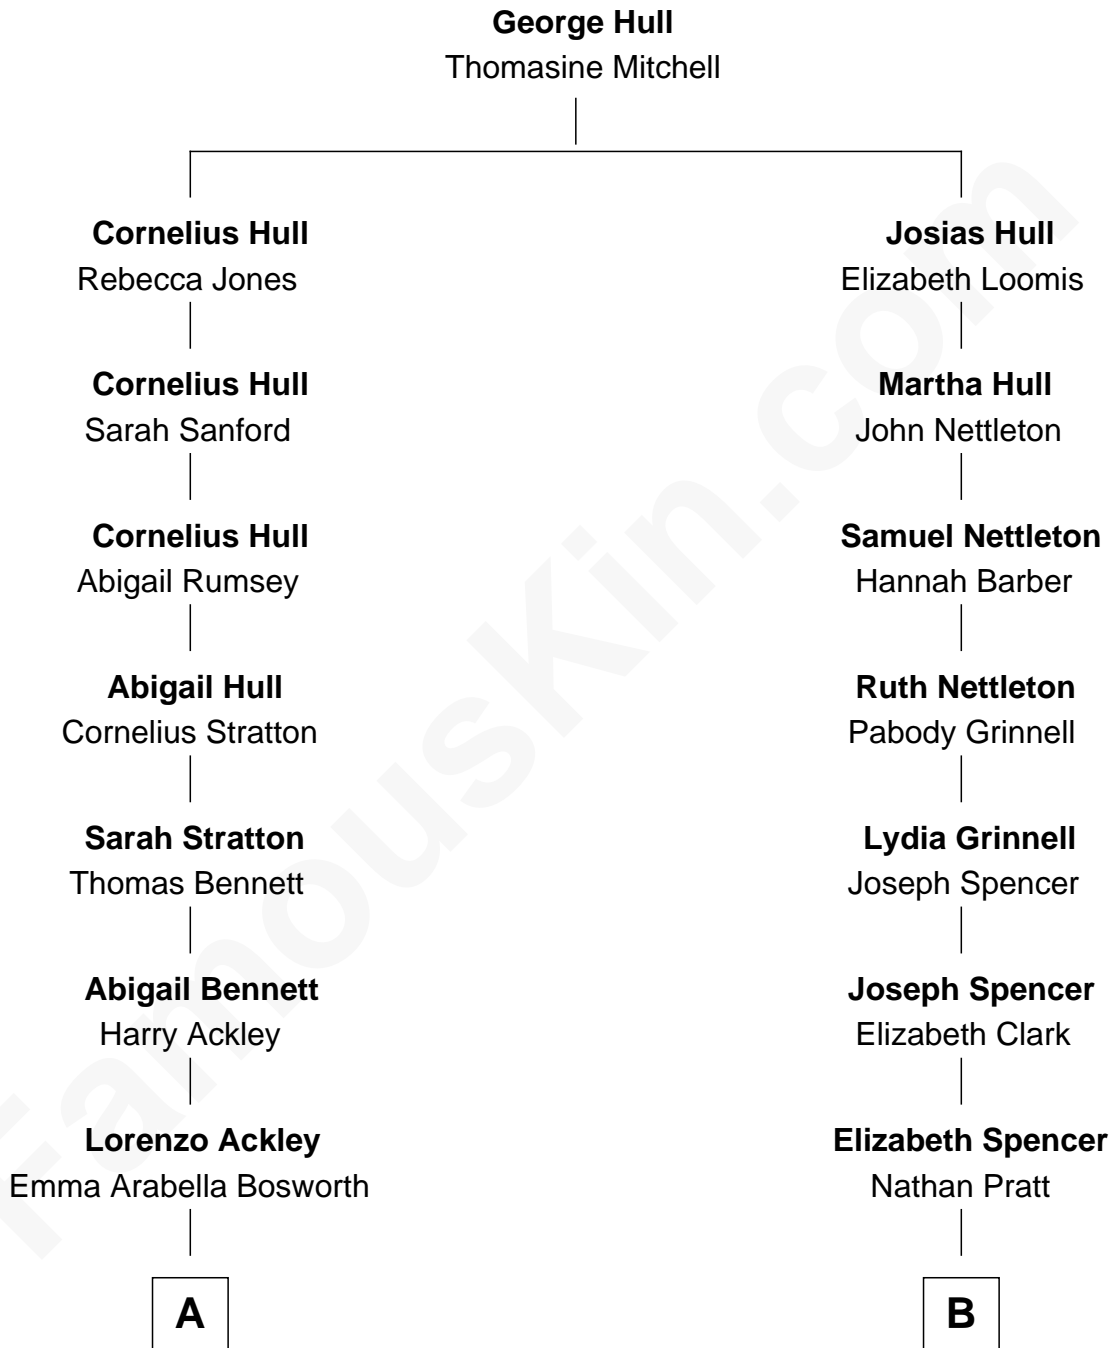 George Hull
Thomasine Mitchell
Cornelius Hull
Rebecca Jones
Josias Hull
Elizabeth Loomis
Cornelius Hull
Sarah Sanford
Martha Hull
John Nettleton
Cornelius Hull
Abigail Rumsey
Samuel Nettleton
Hannah Barber
Abigail Hull
Cornelius Stratton
Ruth Nettleton
Pabody Grinnell
Sarah Stratton
Thomas Bennett
Lydia Grinnell
Joseph Spencer
Abigail Bennett
Harry Ackley
Joseph Spencer
Elizabeth Clark
Lorenzo Ackley
Emma Arabella Bosworth
Elizabeth Spencer
Nathan Pratt
A
B
FamousKin.com